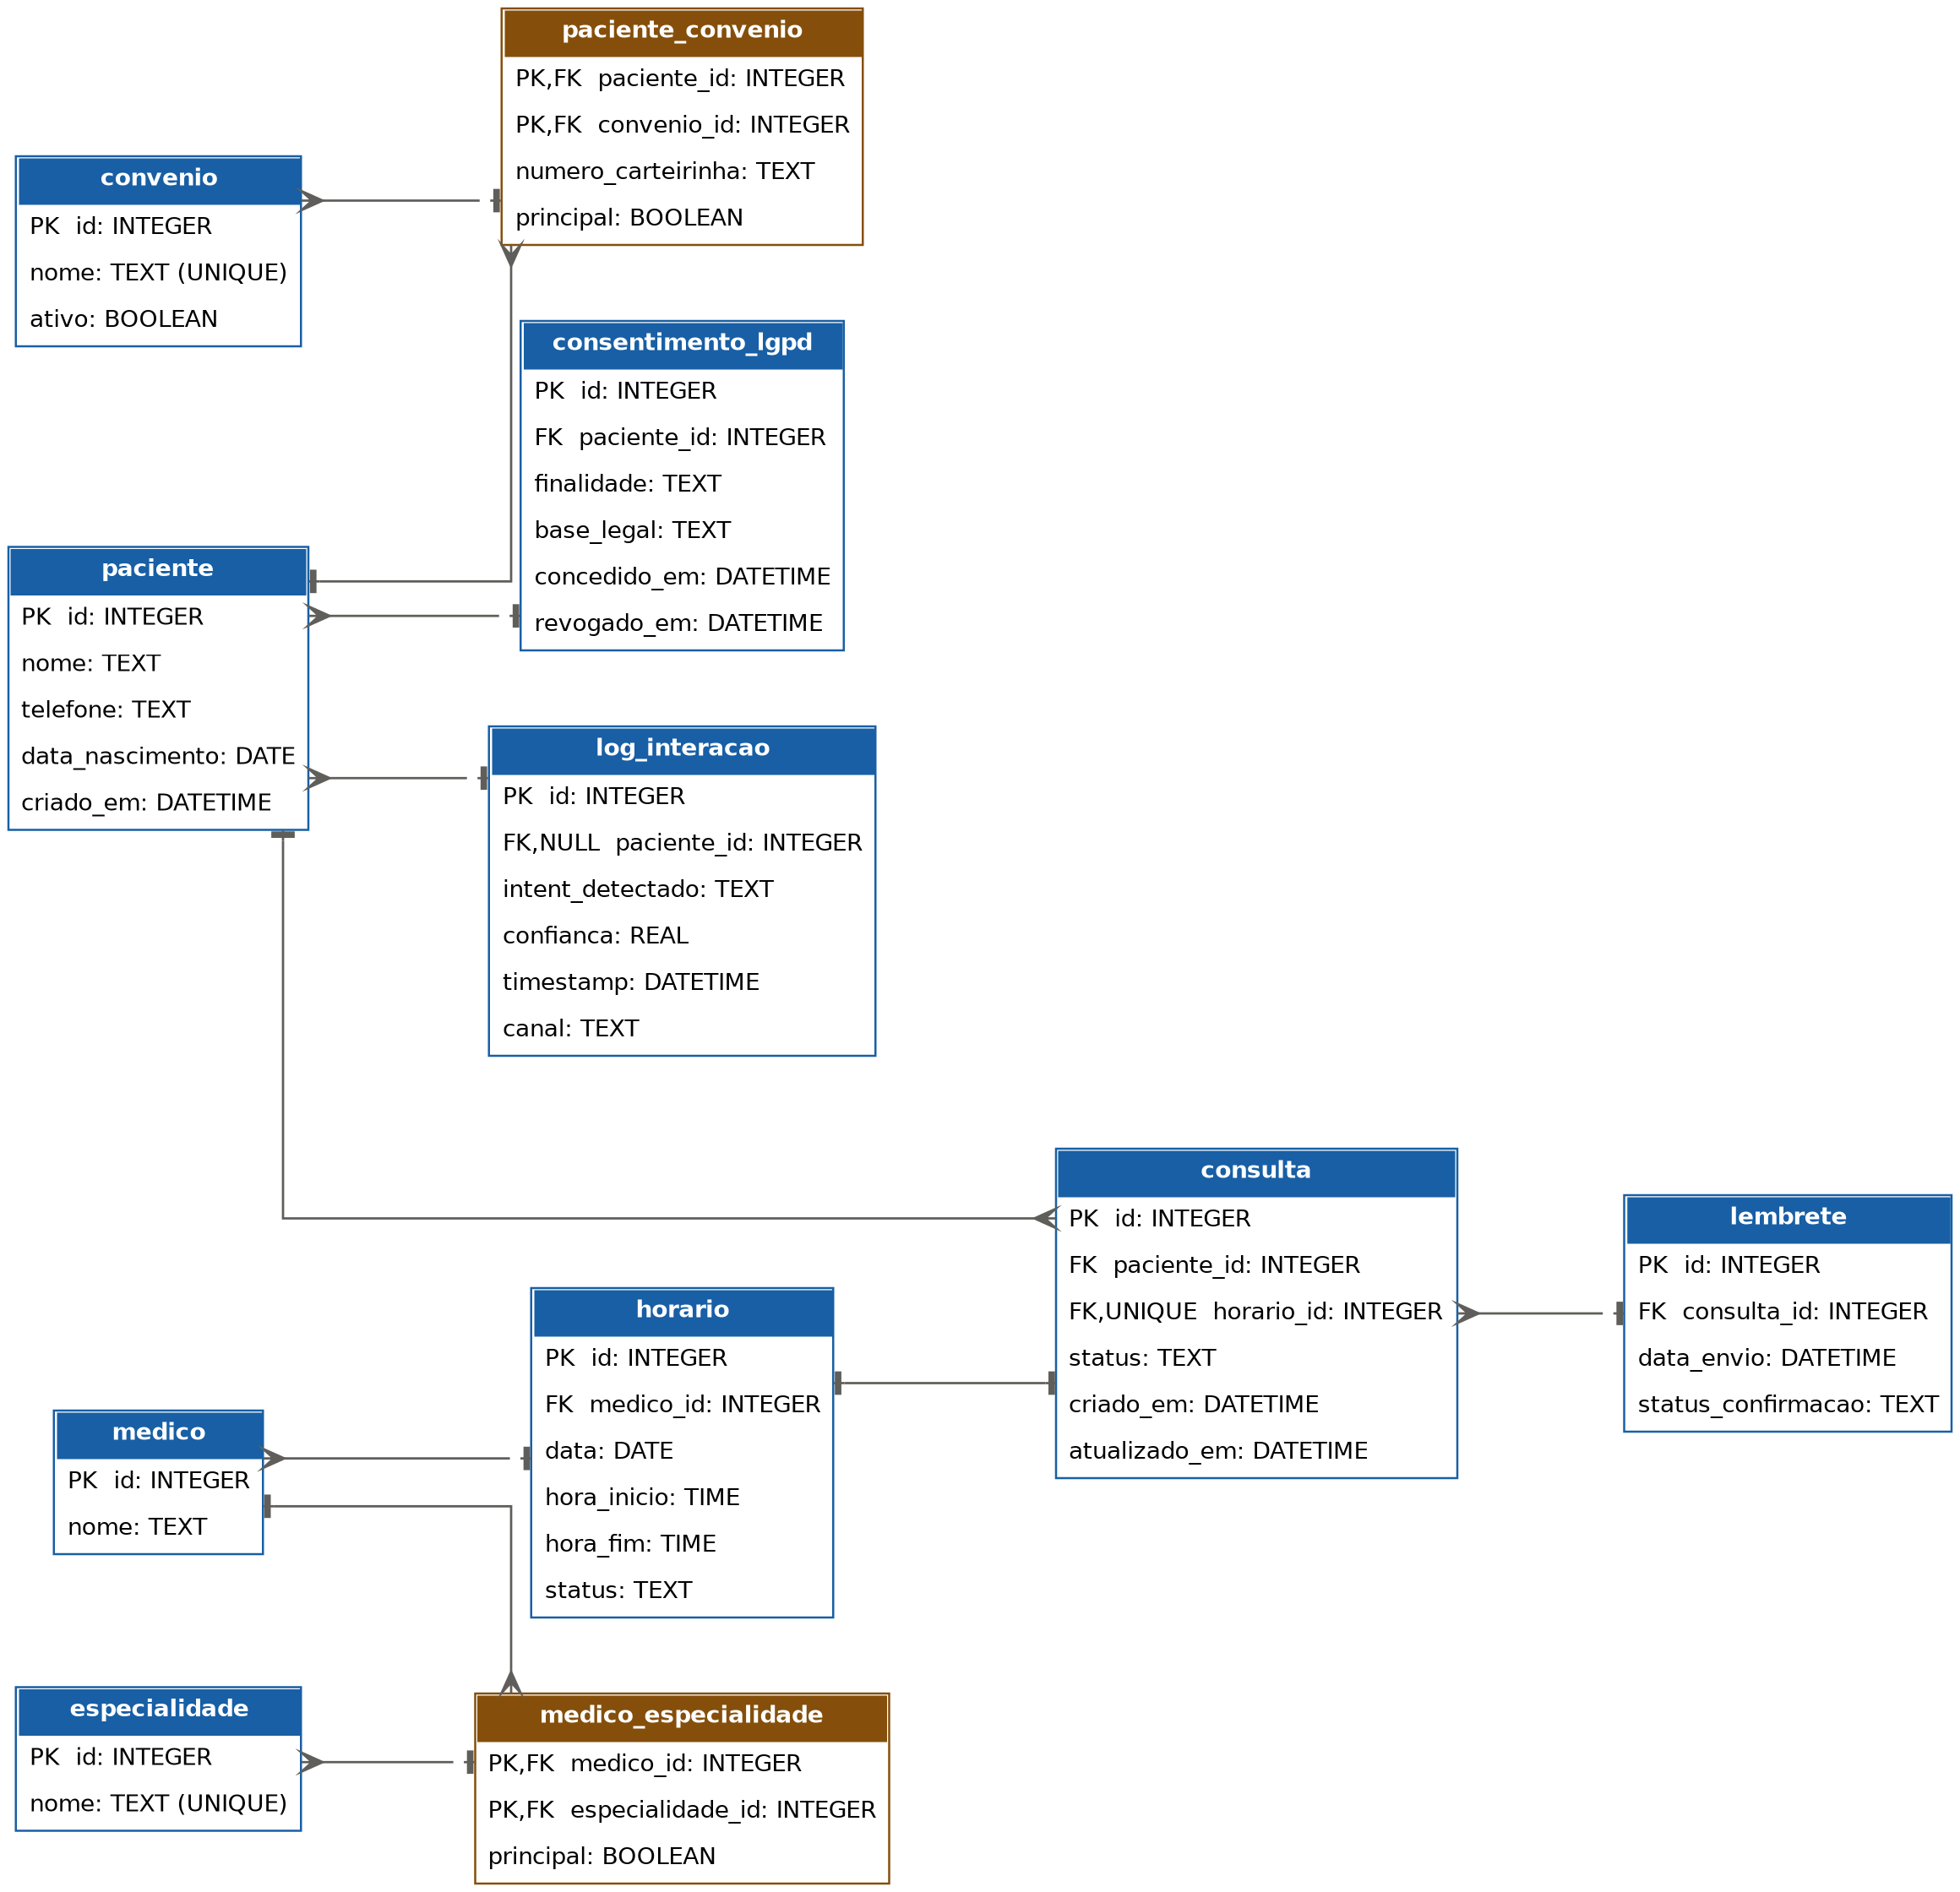 paciente_convenio
PK,FK  paciente_id: INTEGER
PK,FK  convenio_id: INTEGER
numero_carteirinha: TEXT
principal: BOOLEAN
convenio
PK  id: INTEGER
nome: TEXT (UNIQUE)
ativo: BOOLEAN
consentimento_lgpd
PK  id: INTEGER
FK  paciente_id: INTEGER
finalidade: TEXT
base_legal: TEXT
concedido_em: DATETIME
revogado_em: DATETIME
paciente
PK  id: INTEGER
nome: TEXT
telefone: TEXT
data_nascimento: DATE
criado_em: DATETIME
log_interacao
PK  id: INTEGER
FK,NULL  paciente_id: INTEGER
intent_detectado: TEXT
confianca: REAL
timestamp: DATETIME
canal: TEXT
consulta
PK  id: INTEGER
FK  paciente_id: INTEGER
FK,UNIQUE  horario_id: INTEGER
status: TEXT
criado_em: DATETIME
atualizado_em: DATETIME
lembrete
PK  id: INTEGER
FK  consulta_id: INTEGER
data_envio: DATETIME
status_confirmacao: TEXT
horario
PK  id: INTEGER
FK  medico_id: INTEGER
data: DATE
hora_inicio: TIME
hora_fim: TIME
status: TEXT
medico
PK  id: INTEGER
nome: TEXT
especialidade
PK  id: INTEGER
nome: TEXT (UNIQUE)
medico_especialidade
PK,FK  medico_id: INTEGER
PK,FK  especialidade_id: INTEGER
principal: BOOLEAN